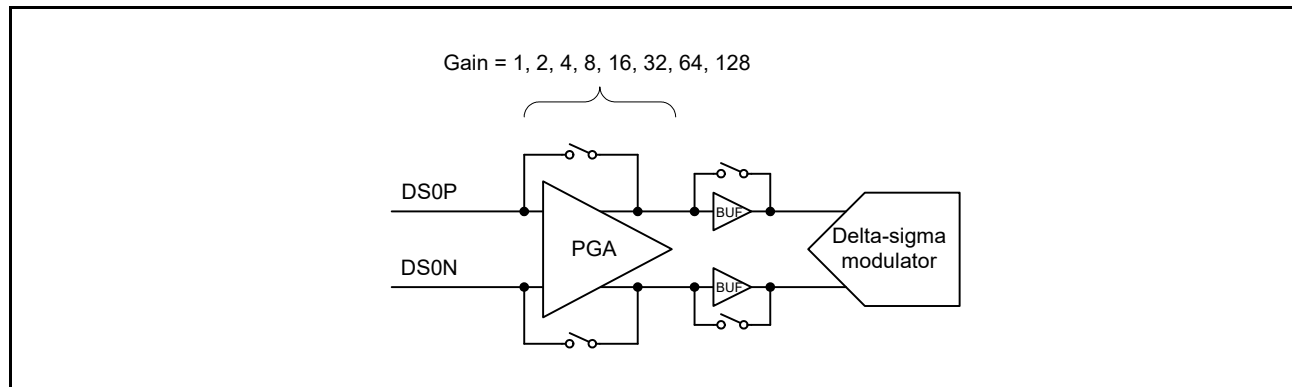 Gain = 1, 2, 4, 8, 16, 32, 64, 128
DS0P
BUF
PGA
Delta-sigma
modulator
DS0N
BUF